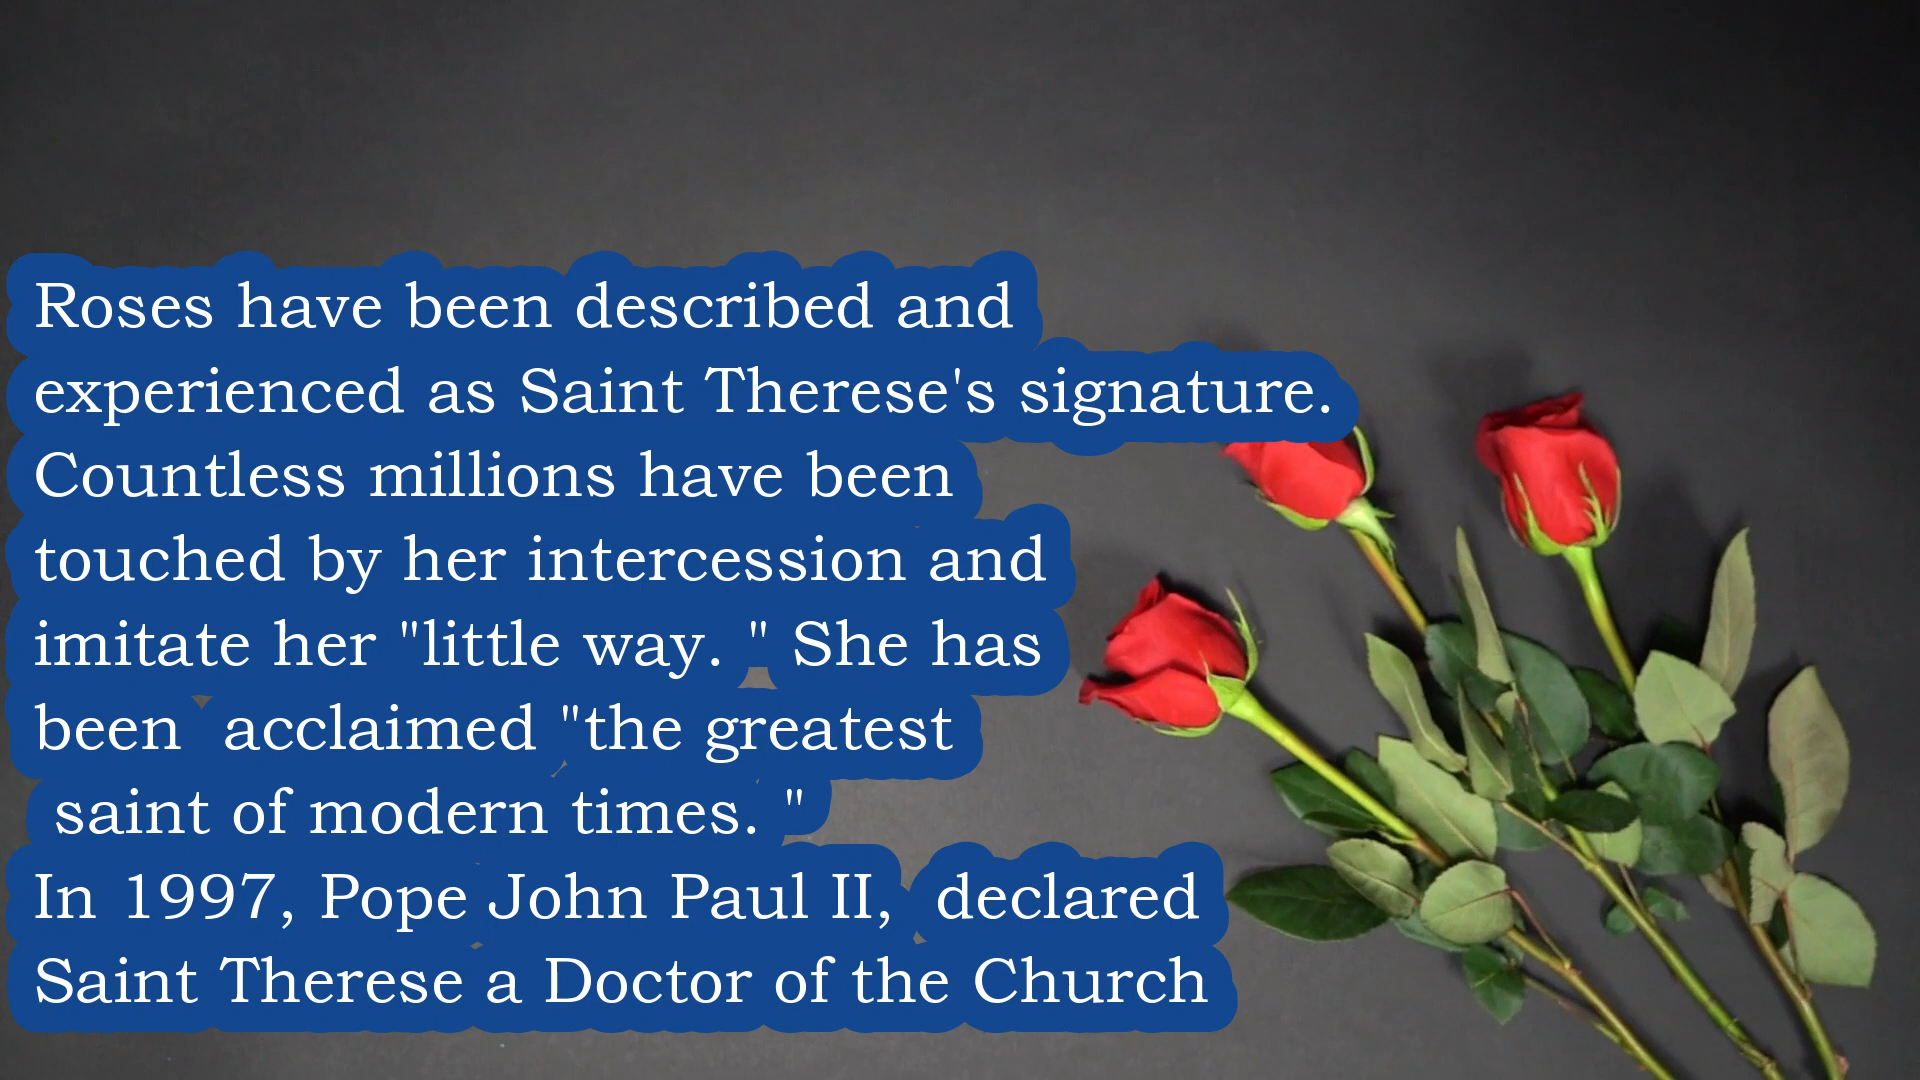 Roses have been described and
experienced as Saint Therese's signature.
Countless millions have been
touched by her intercession and
imitate her "little way. " She has
been  acclaimed "the greatest
 saint of modern times. "
In 1997, Pope John Paul II,  declared
Saint Therese a Doctor of the Church